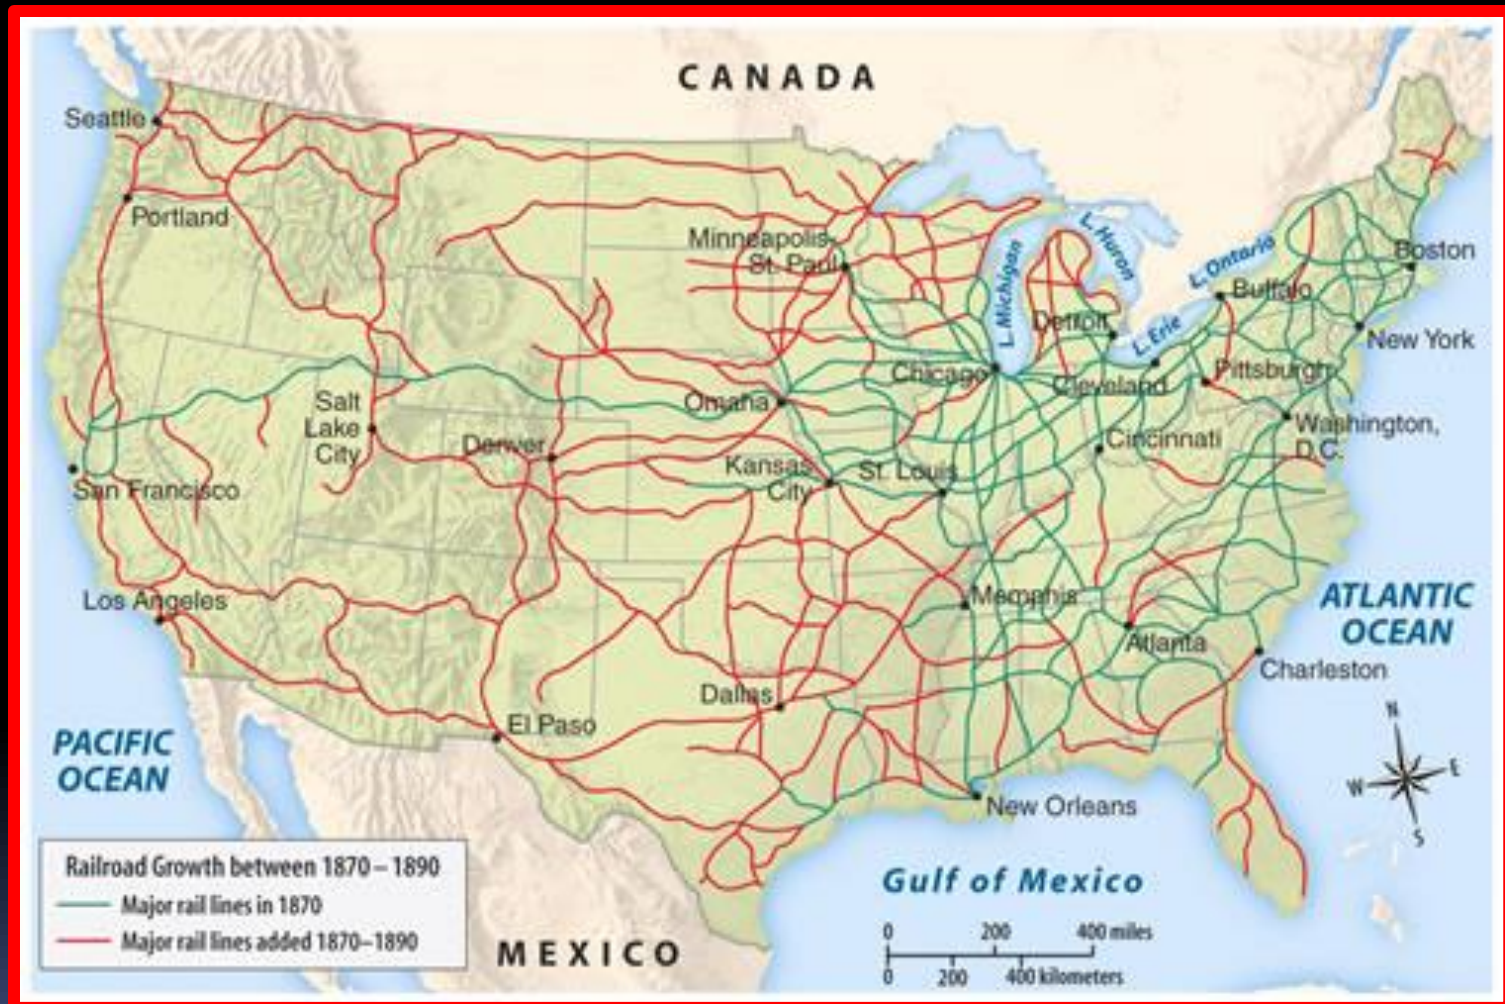 CANADA
Seattle
Portland
Minneapolis-
St. Paul
L. Michigan
L. Huron
L. Ontario
L. Erie
Boston
Buffalo
Detroit
New York
Chicago
Cleveland
Pittsburgh
Omaha
Salt
Lake
City
Denver
Washington,
D.C.
Cincinnati
Kansas
City
St. Louis
San Francisco
Los Angeles
Memphis
ATLANTIC
OCEAN
Atlanta
Charleston
Dallas
El Paso
PACIFIC
OCEAN
N
W
E
S
New Orleans
Gulf of Mexico
Railroad Growth between 1870 – 1890
Major rail lines in 1870
Major rail lines added 1870–1890
MEXICO
0 200 400 miles
0 200 400 kilometers